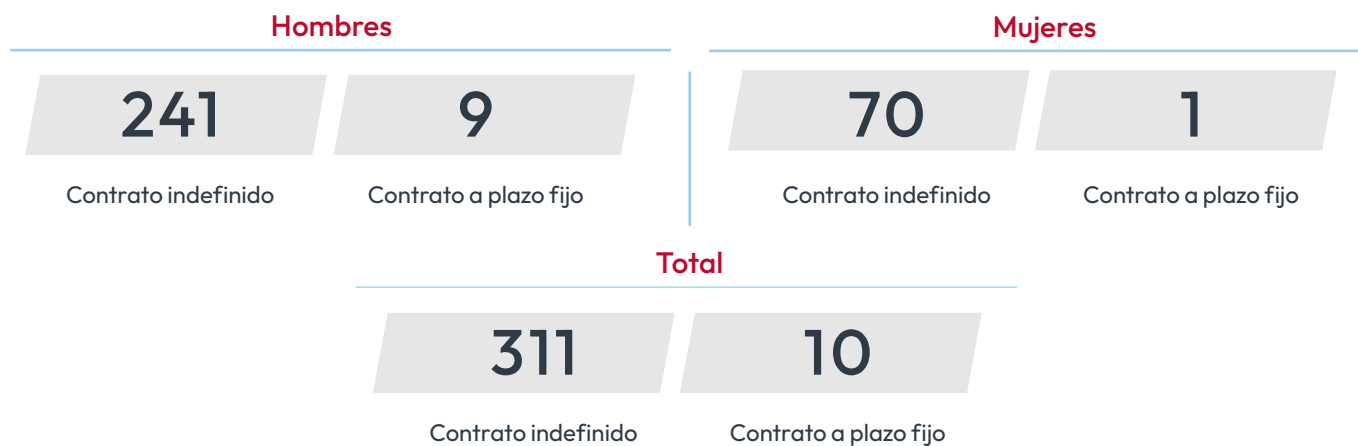 Hombres
Mujeres
241
9
70
1
Contrato indefinido
Contrato a plazo fijo
Contrato indefinido
Contrato a plazo fijo
Total
311
10
Contrato indefinido
Contrato a plazo fijo